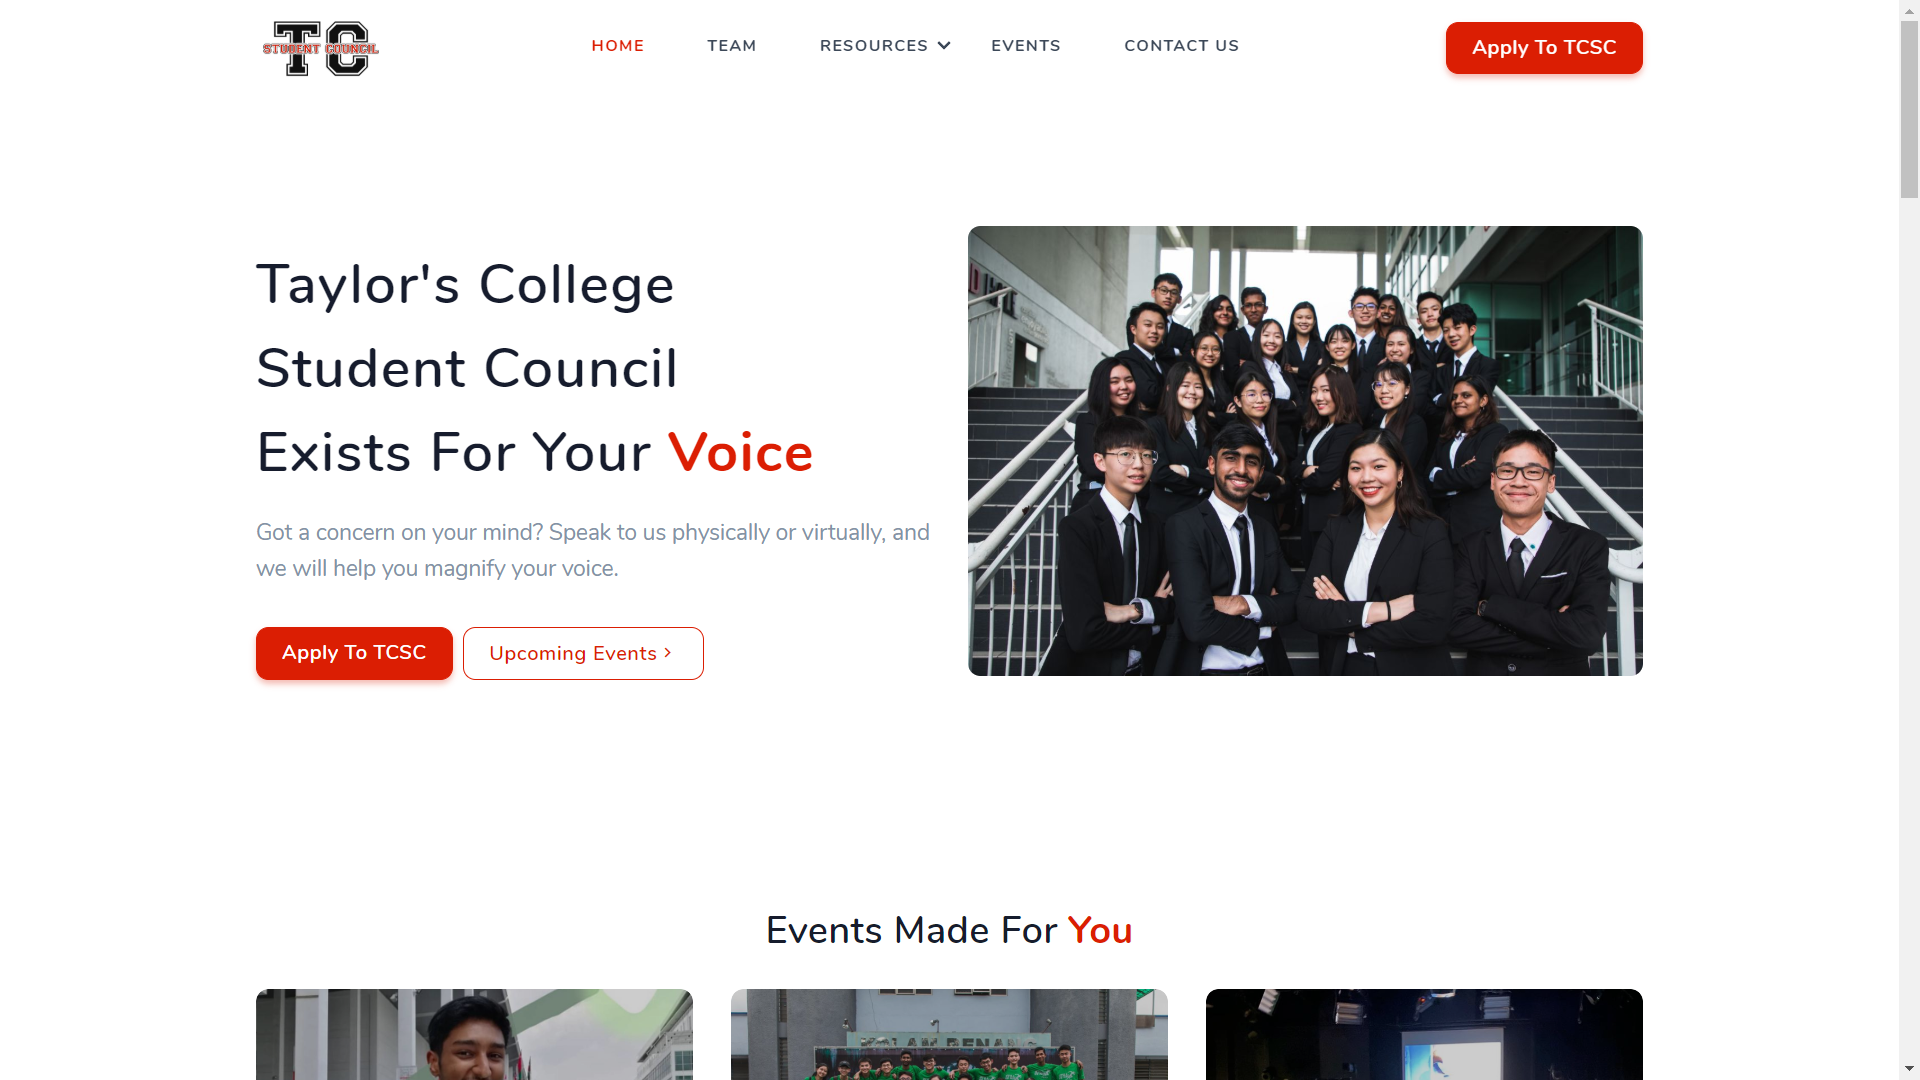 TC
STUDENT COUNCIL
HOME
TEAM
RESOURCES
EVENTS
CONTACT US
Apply To TCSC
Taylor's College
Student Council
Exists For Your Voice
Got a concern on your mind? Speak to us physically or virtually, and
we will help you magnify your voice.
Apply To TCSC
Upcoming Events >
Events Made For You